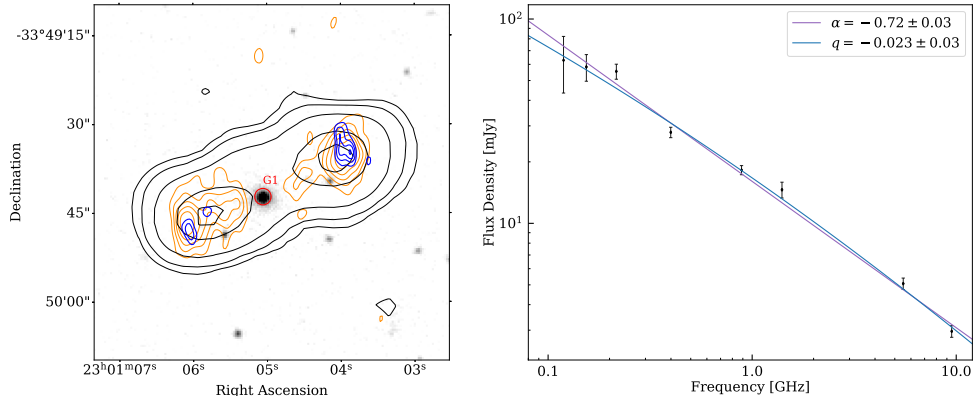 -33°49'15"
30"
45"
50'00"
Declination
G1
23ʰ01ᵐ07ˢ 06ˢ 05ˢ 04ˢ 03ˢ
Right Ascension
10²
10¹
Flux Density [mJy]
α = −0.72 ± 0.03
q = −0.023 ± 0.03
0.1 1.0 10.0
Frequency [GHz]